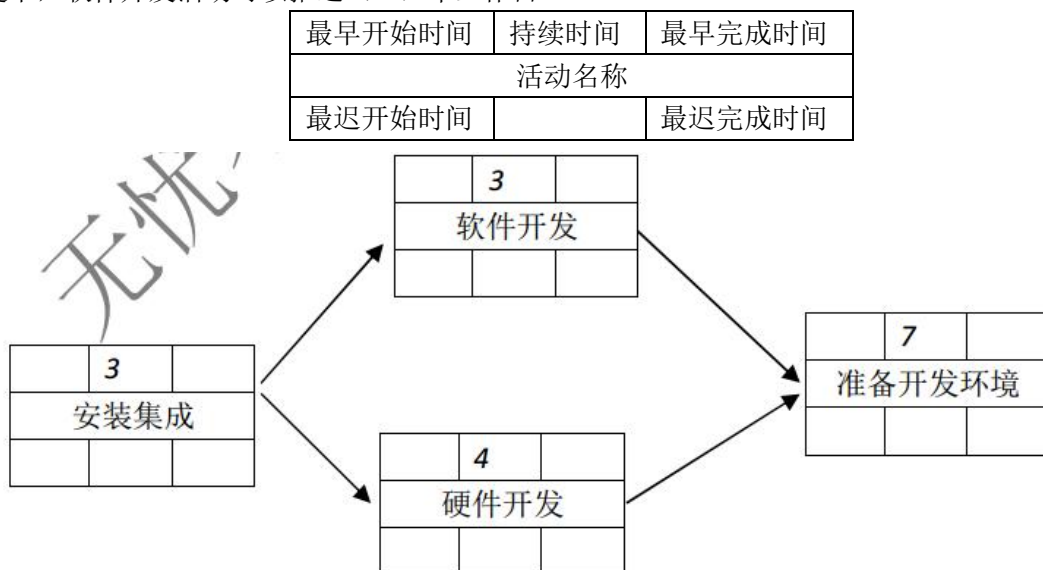 最早开始时间 持续时间 最早完成时间
活动名称
最迟开始时间 最迟完成时间
无忧
3
软件开发
7
准备开发环境
3
安装集成
4
硬件开发